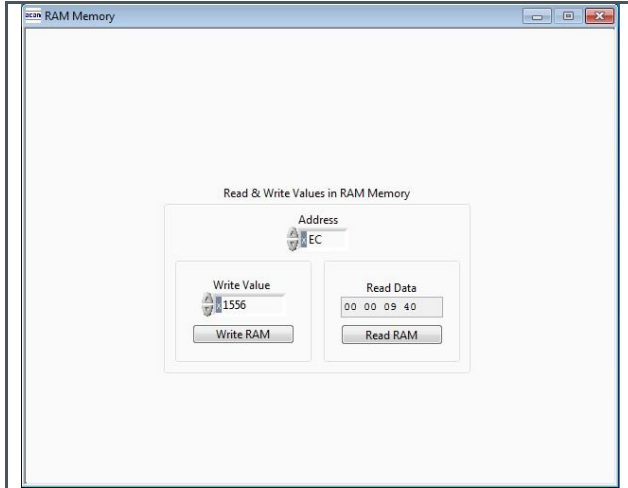 acan RAM Memory
Read & Write Values in RAM Memory
Address
x EC
Write Value
x 1556
Write RAM
Read Data
00 00 09 40
Read RAM